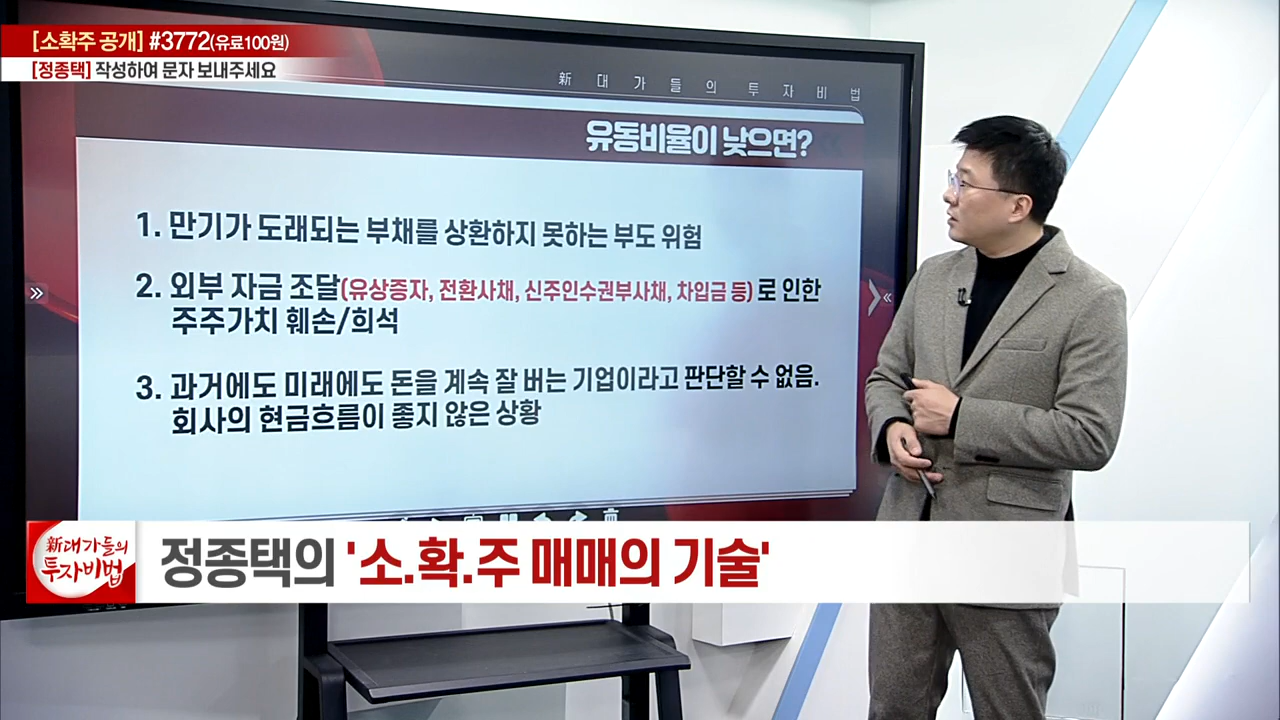 [소확주 공개] #3772(유료100원)
[정종택] 작성하여 문자 보내주세요
新 대 가 들 의 투 자 비 법
유동비율이 낮으면?
1. 만기가 도래되는 부채를 상환하지 못하는 부도 위험
2. 외부 자금 조달(유상증자, 전환사채, 신주인수권부사채, 차입금 등)로 인한
주주가치 훼손/희석
3. 과거에도 미래에도 돈을 계속 잘 버는 기업이라고 판단할 수 없음.
회사의 현금흐름이 좋지 않은 상황
新대가들의
투자비법
정종택의 '소.확.주 매매의 기술'